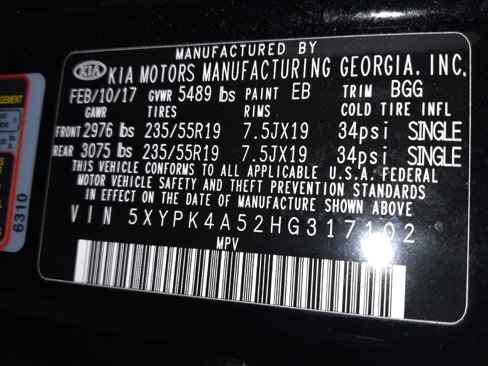 MANUFACTURED BY
KIA KIA MOTORS MANUFACTURING GEORGIA. INC.
FEB/10/17 GVWR 5489 lbs PAINT EB TRIM BGG
GAWR TIRES RIMS COLD TIRE INFL
FRONT 2976 lbs 235/55R19 7.5JX19 34psi SINGLE
REAR 3075 lbs 235/55R19 7.5JX19 34psi SINGLE
THIS VEHICLE CONFORMS TO ALL APPLICABLE U.S.A. FEDERAL
MOTOR VEHICLE SAFETY AND THEFT PREVENTION STANDARDS
IN EFFECT ON THE DATE OF MANUFACTURE SHOWN ABOVE
VIN 5XYPK4A52HG317102
MPV
6310